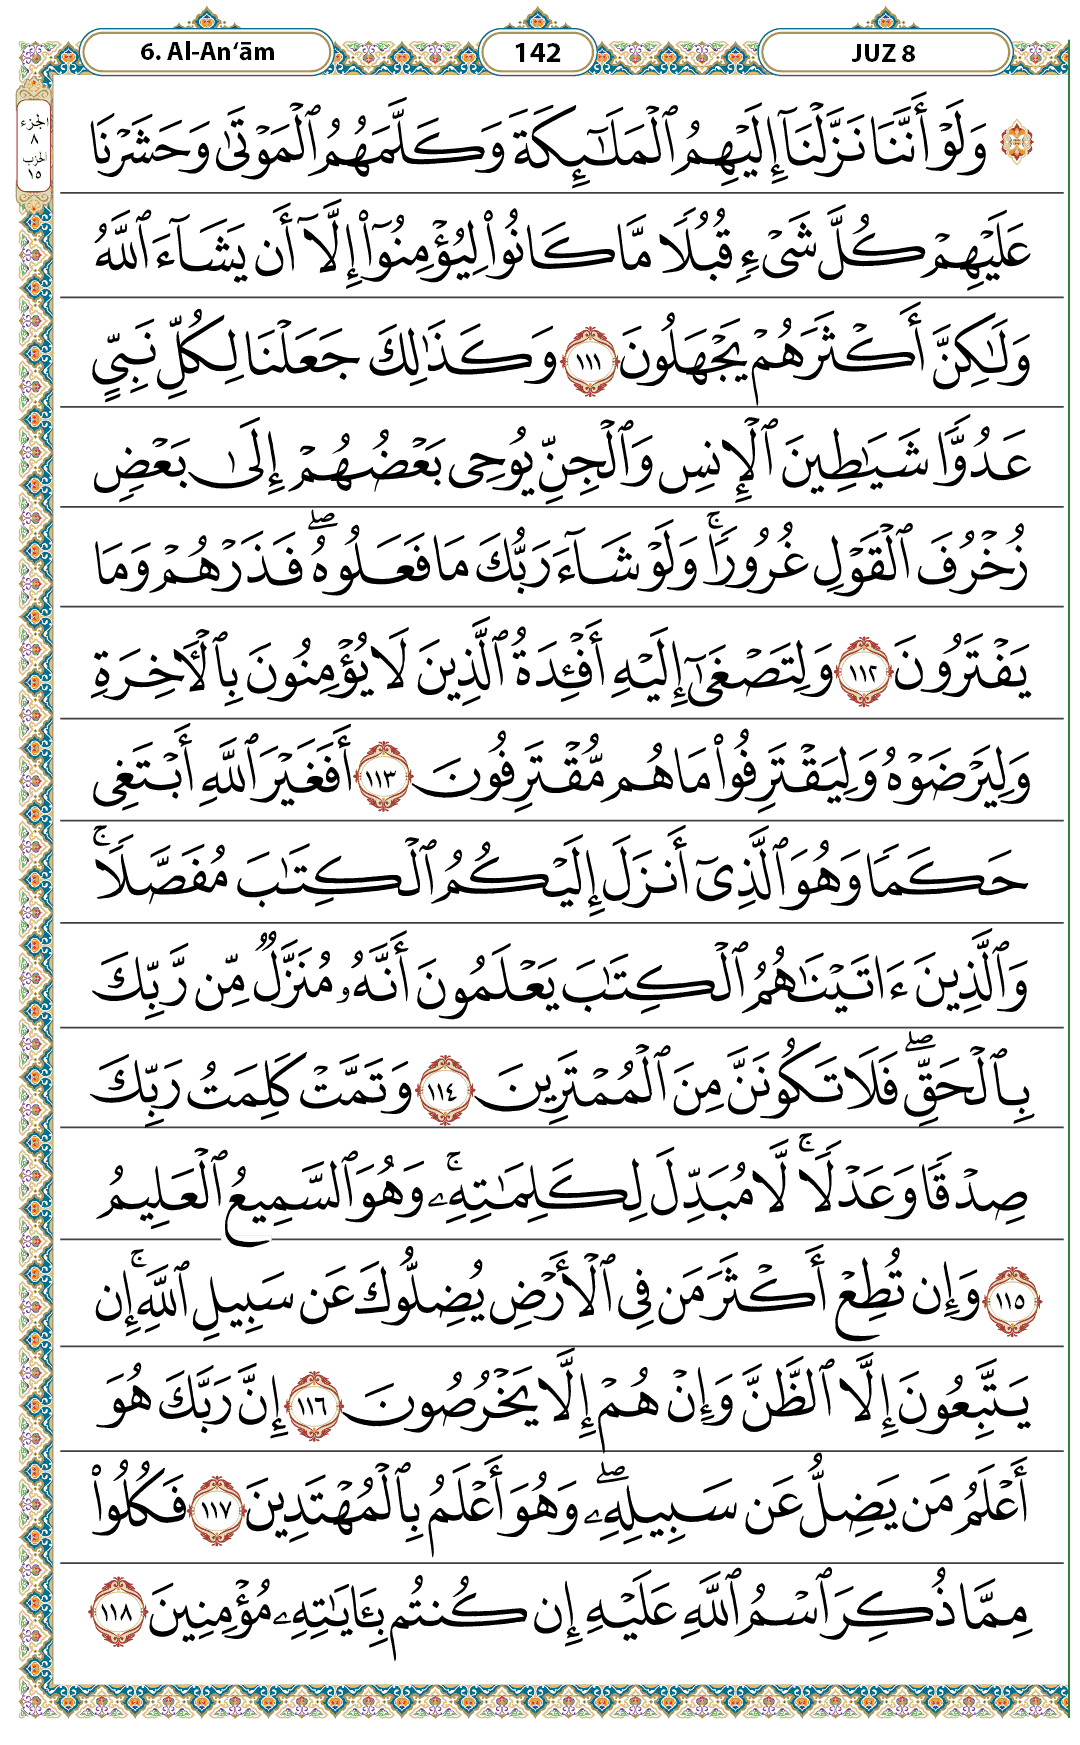 6. Al-An‘ām 142 JUZ 8
الجزء
٨
الحزب
١٥
۞ وَلَوْ أَنَّنَا نَزَّلْنَآ إِلَيْهِمُ ٱلْمَلَـٰٓئِكَةَ وَكَلَّمَهُمُ ٱلْمَوْتَىٰ وَحَشَرْنَا
عَلَيْهِمْ كُلَّ شَىْءٍ قُبُلًا مَّا كَانُوا۟ لِيُؤْمِنُوٓا۟ إِلَّآ أَن يَشَآءَ ٱللَّهُ
وَلَـٰكِنَّ أَكْثَرَهُمْ يَجْهَلُونَ ١١١ وَكَذَٰلِكَ جَعَلْنَا لِكُلِّ نَبِىٍّ
عَدُوًّا شَيَـٰطِينَ ٱلْإِنسِ وَٱلْجِنِّ يُوحِى بَعْضُهُمْ إِلَىٰ بَعْضٍ
زُخْرُفَ ٱلْقَوْلِ غُرُورًا ۚ وَلَوْ شَآءَ رَبُّكَ مَا فَعَلُوهُ ۖ فَذَرْهُمْ وَمَا
يَفْتَرُونَ ١١٢ وَلِتَصْغَىٰٓ إِلَيْهِ أَفْـِٔدَةُ ٱلَّذِينَ لَا يُؤْمِنُونَ بِٱلْـَٔاخِرَةِ
وَلِيَرْضَوْهُ وَلِيَقْتَرِفُوا۟ مَا هُم مُّقْتَرِفُونَ ١١٣ أَفَغَيْرَ ٱللَّهِ أَبْتَغِى
حَكَمًا وَهُوَ ٱلَّذِىٓ أَنزَلَ إِلَيْكُمُ ٱلْكِتَـٰبَ مُفَصَّلًا ۚ
وَٱلَّذِينَ ءَاتَيْنَـٰهُمُ ٱلْكِتَـٰبَ يَعْلَمُونَ أَنَّهُۥ مُنَزَّلٌ مِّن رَّبِّكَ
بِٱلْحَقِّ ۖ فَلَا تَكُونَنَّ مِنَ ٱلْمُمْتَرِينَ ١١٤ وَتَمَّتْ كَلِمَتُ رَبِّكَ
صِدْقًا وَعَدْلًا ۚ لَّا مُبَدِّلَ لِكَلِمَـٰتِهِۦ ۚ وَهُوَ ٱلسَّمِيعُ ٱلْعَلِيمُ
١١٥ وَإِن تُطِعْ أَكْثَرَ مَن فِى ٱلْأَرْضِ يُضِلُّوكَ عَن سَبِيلِ ٱللَّهِ ۚ إِن
يَتَّبِعُونَ إِلَّا ٱلظَّنَّ وَإِنْ هُمْ إِلَّا يَخْرُصُونَ ١١٦ إِنَّ رَبَّكَ هُوَ
أَعْلَمُ مَن يَضِلُّ عَن سَبِيلِهِۦ ۖ وَهُوَ أَعْلَمُ بِٱلْمُهْتَدِينَ ١١٧ فَكُلُوا۟
مِمَّا ذُكِرَ ٱسْمُ ٱللَّهِ عَلَيْهِ إِن كُنتُم بِـَٔايَـٰتِهِۦ مُؤْمِنِينَ ١١٨